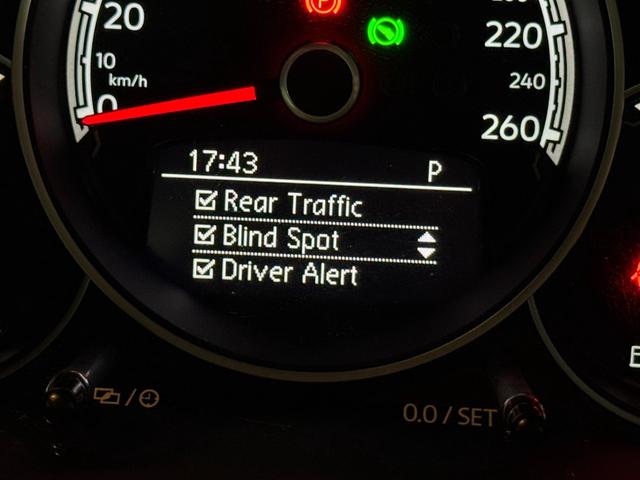 P
20
220
10
km/h
240
0
260
17:43 P
Rear Traffic
Blind Spot
Driver Alert
0.0 / SET